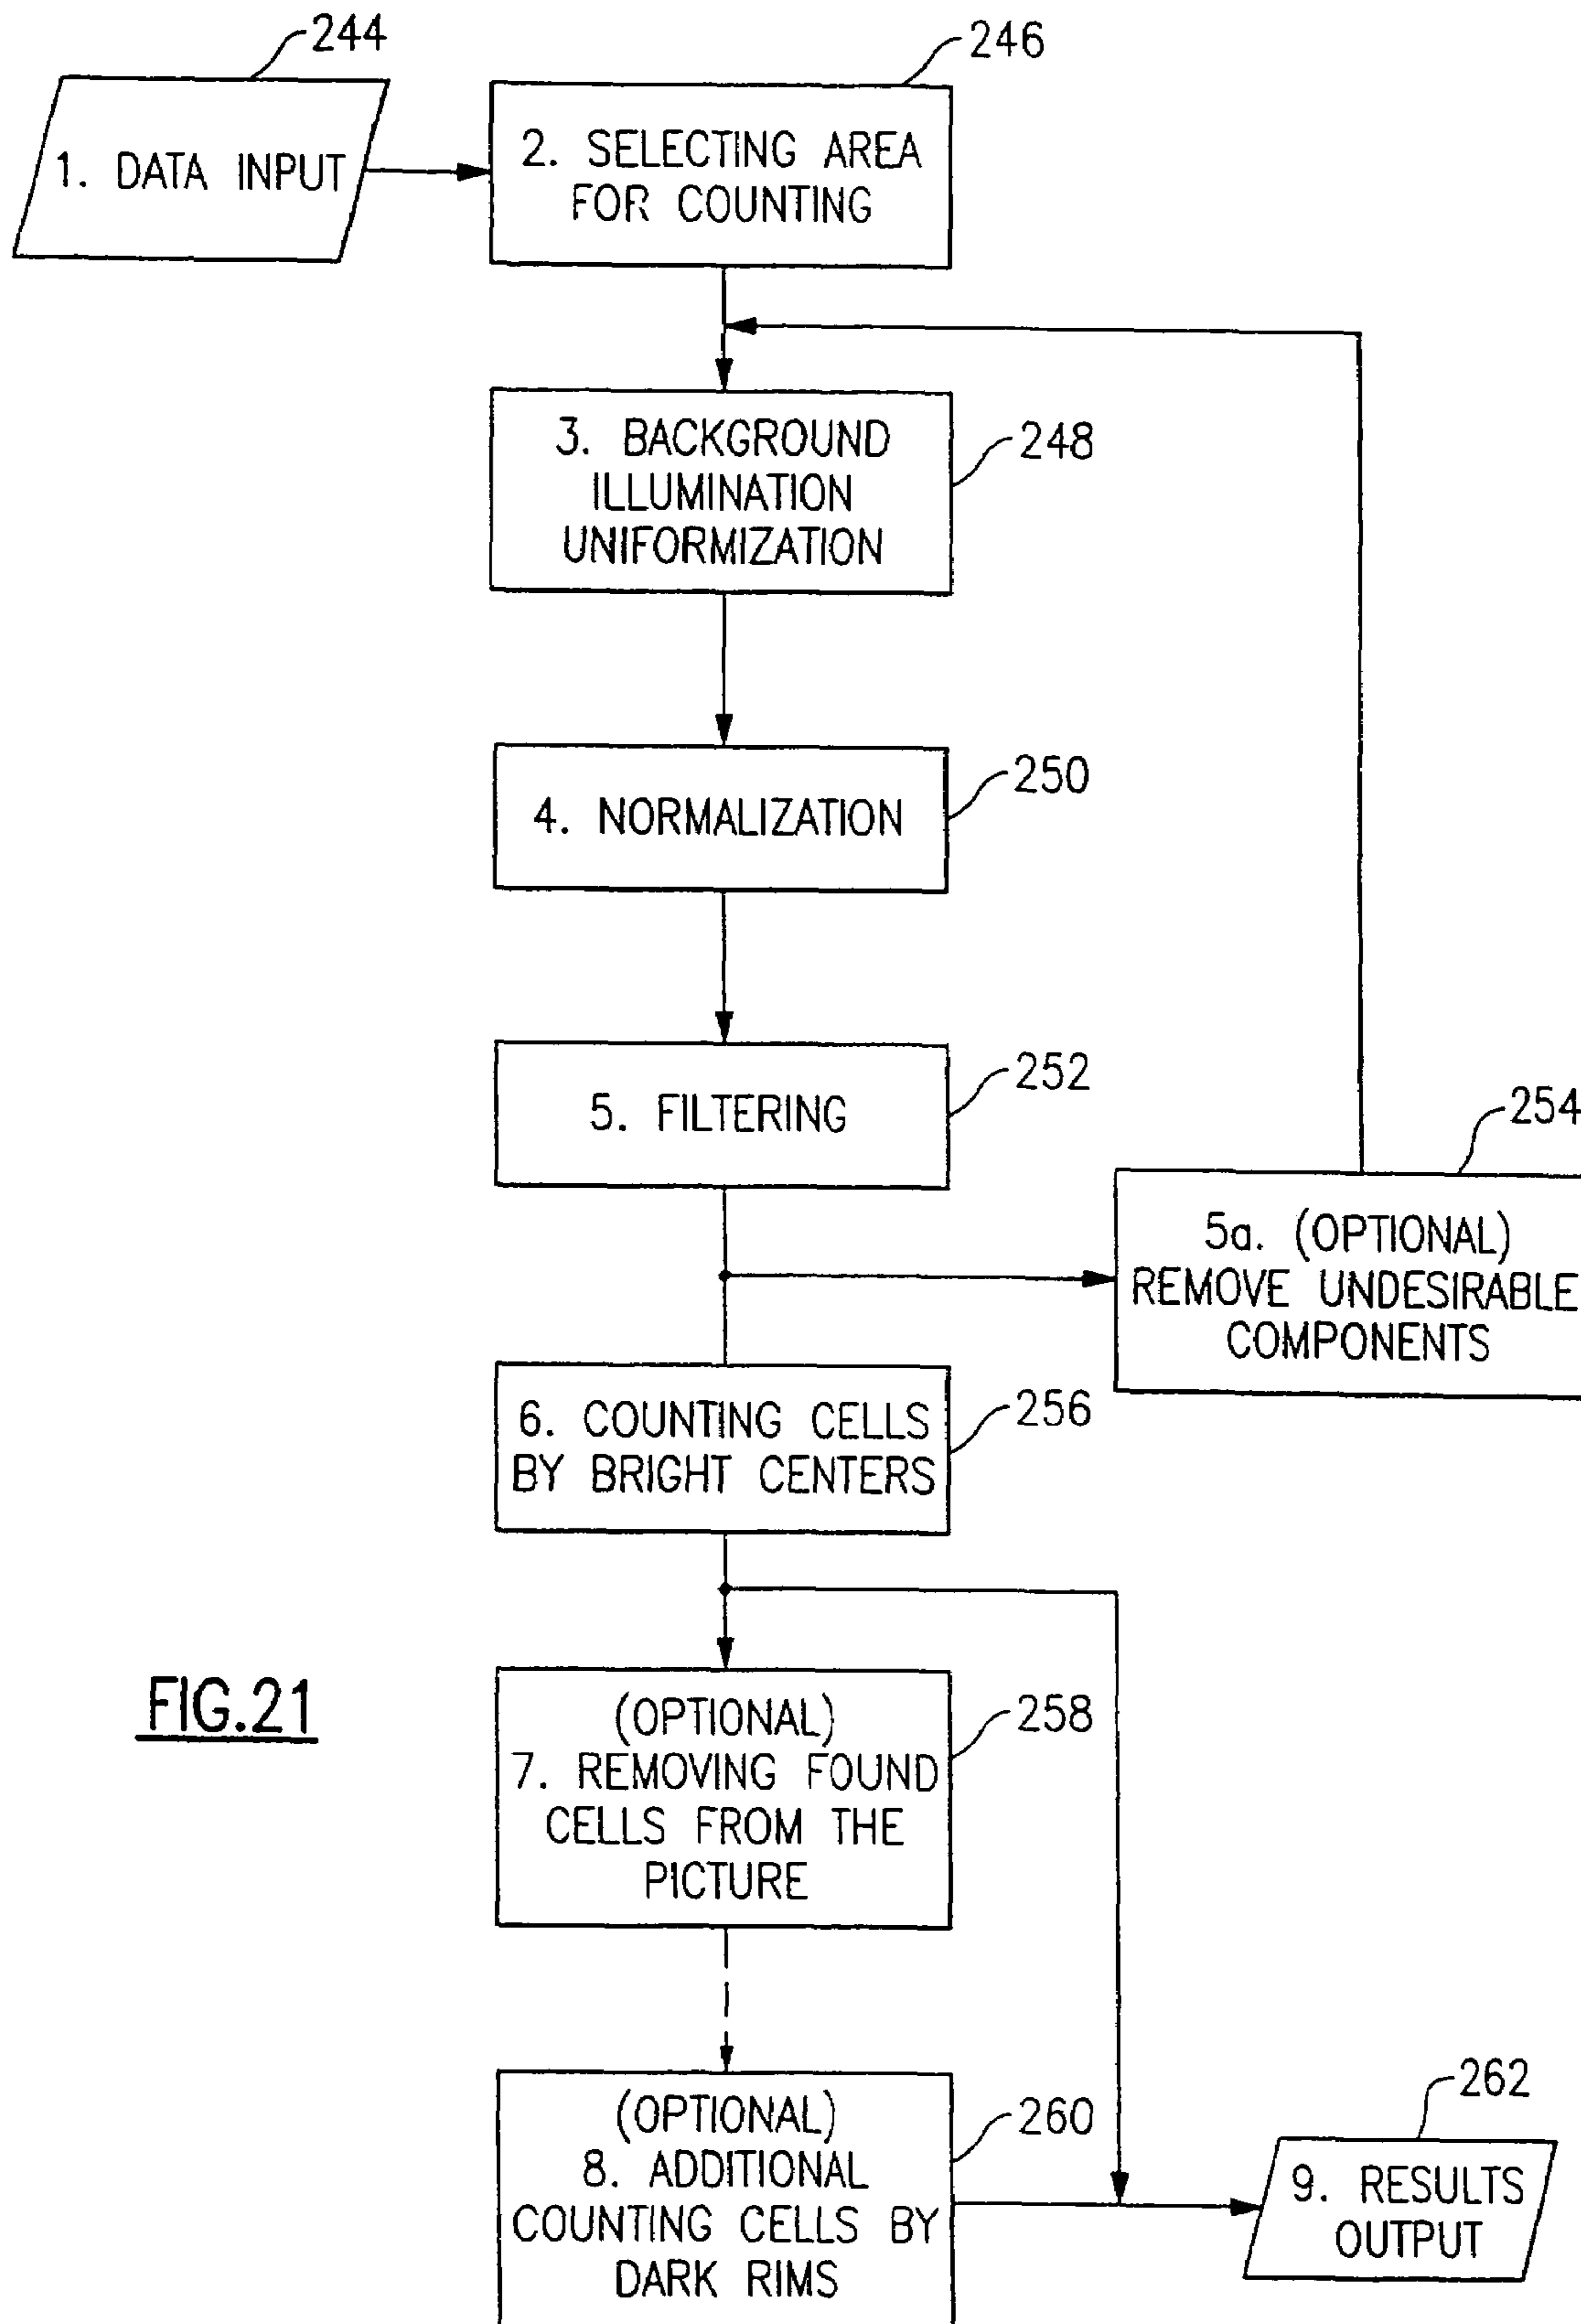 244
1. DATA INPUT
246
2. SELECTING AREA
FOR COUNTING
3. BACKGROUND
ILLUMINATION
UNIFORMIZATION
248
4. NORMALIZATION
250
5. FILTERING
252
254
5a. (OPTIONAL)
REMOVE UNDESIRABLE
COMPONENTS
6. COUNTING CELLS
BY BRIGHT CENTERS
256
FIG.21
(OPTIONAL)
7. REMOVING FOUND
CELLS FROM THE
PICTURE
258
(OPTIONAL)
8. ADDITIONAL
COUNTING CELLS BY
DARK RIMS
260
262
9. RESULTS
OUTPUT